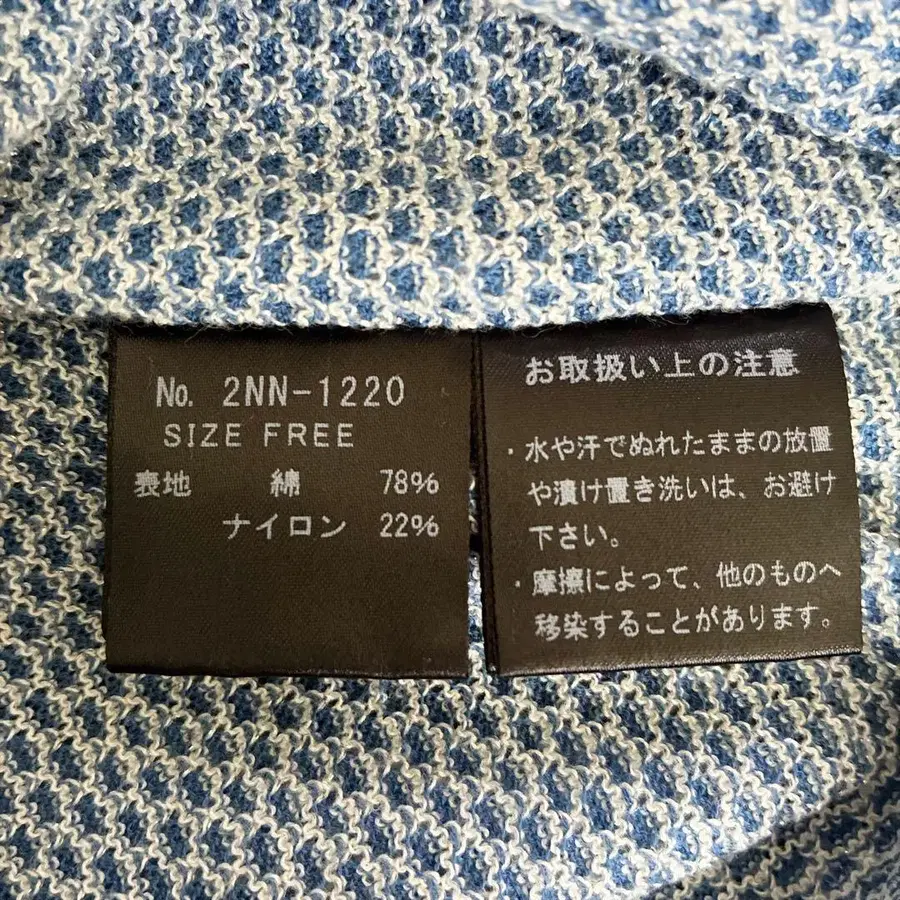 No. 2NN-1220
SIZE FREE
表地 綿 78%
ナイロン 22%
お取扱い上の注意
・水や汗でぬれたままの放置
や漬け置き洗いは、お避け
下さい。
・摩擦によって、他のものへ
移染することがあります。